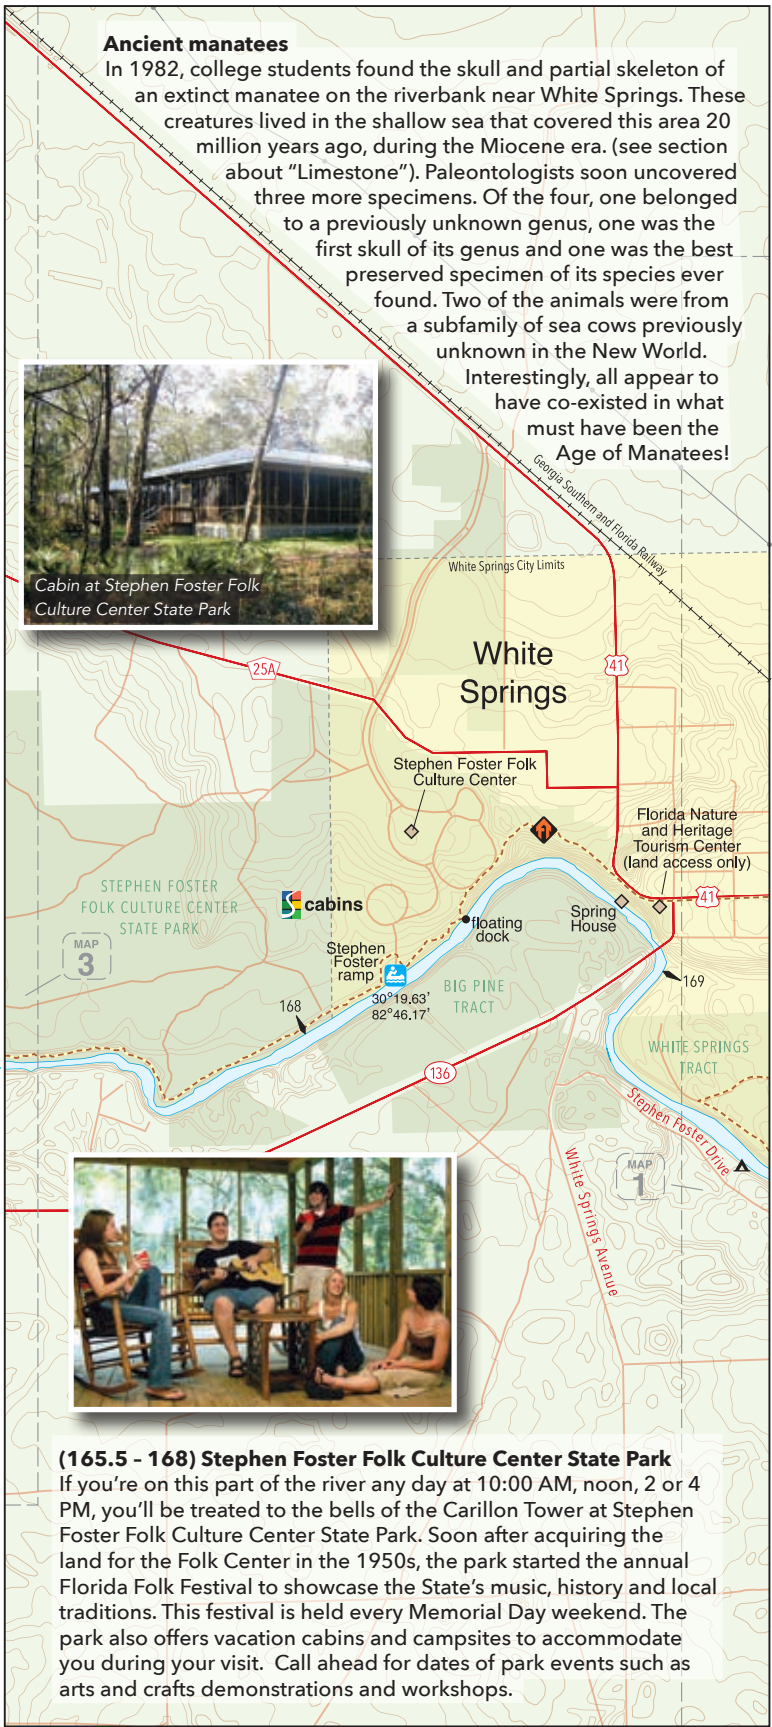 Ancient manatees
In 1982, college students found the skull and partial skeleton of
an extinct manatee on the riverbank near White Springs. These
creatures lived in the shallow sea that covered this area 20
million years ago, during the Miocene era. (see section
about “Limestone”). Paleontologists soon uncovered
three more specimens. Of the four, one belonged
to a previously unknown genus, one was the
first skull of its genus and one was the best
preserved specimen of its species ever
found. Two of the animals were from
a subfamily of sea cows previously
unknown in the New World.
Interestingly, all appear to
have co-existed in what
must have been the
Age of Manatees!
Georgia Southern and Florida Railway
White Springs City Limits
Cabin at Stephen Foster Folk
Culture Center State Park
White
Springs
41
25A
Stephen Foster Folk
Culture Center
Florida Nature
and Heritage
Tourism Center
(land access only)
41
STEPHEN FOSTER
FOLK CULTURE CENTER
STATE PARK
S cabins
floating
dock
Spring
House
MAP
3
Stephen
Foster
ramp
30°19.63'
82°46.17'
BIG PINE
TRACT
169
168
WHITE SPRINGS
TRACT
136
Stephen Foster Drive
MAP
1
White Springs Avenue
(165.5 – 168) Stephen Foster Folk Culture Center State Park
If you’re on this part of the river any day at 10:00 AM, noon, 2 or 4
PM, you’ll be treated to the bells of the Carillon Tower at Stephen
Foster Folk Culture Center State Park. Soon after acquiring the
land for the Folk Center in the 1950s, the park started the annual
Florida Folk Festival to showcase the State’s music, history and local
traditions. This festival is held every Memorial Day weekend. The
park also offers vacation cabins and campsites to accommodate
you during your visit.  Call ahead for dates of park events such as
arts and crafts demonstrations and workshops.